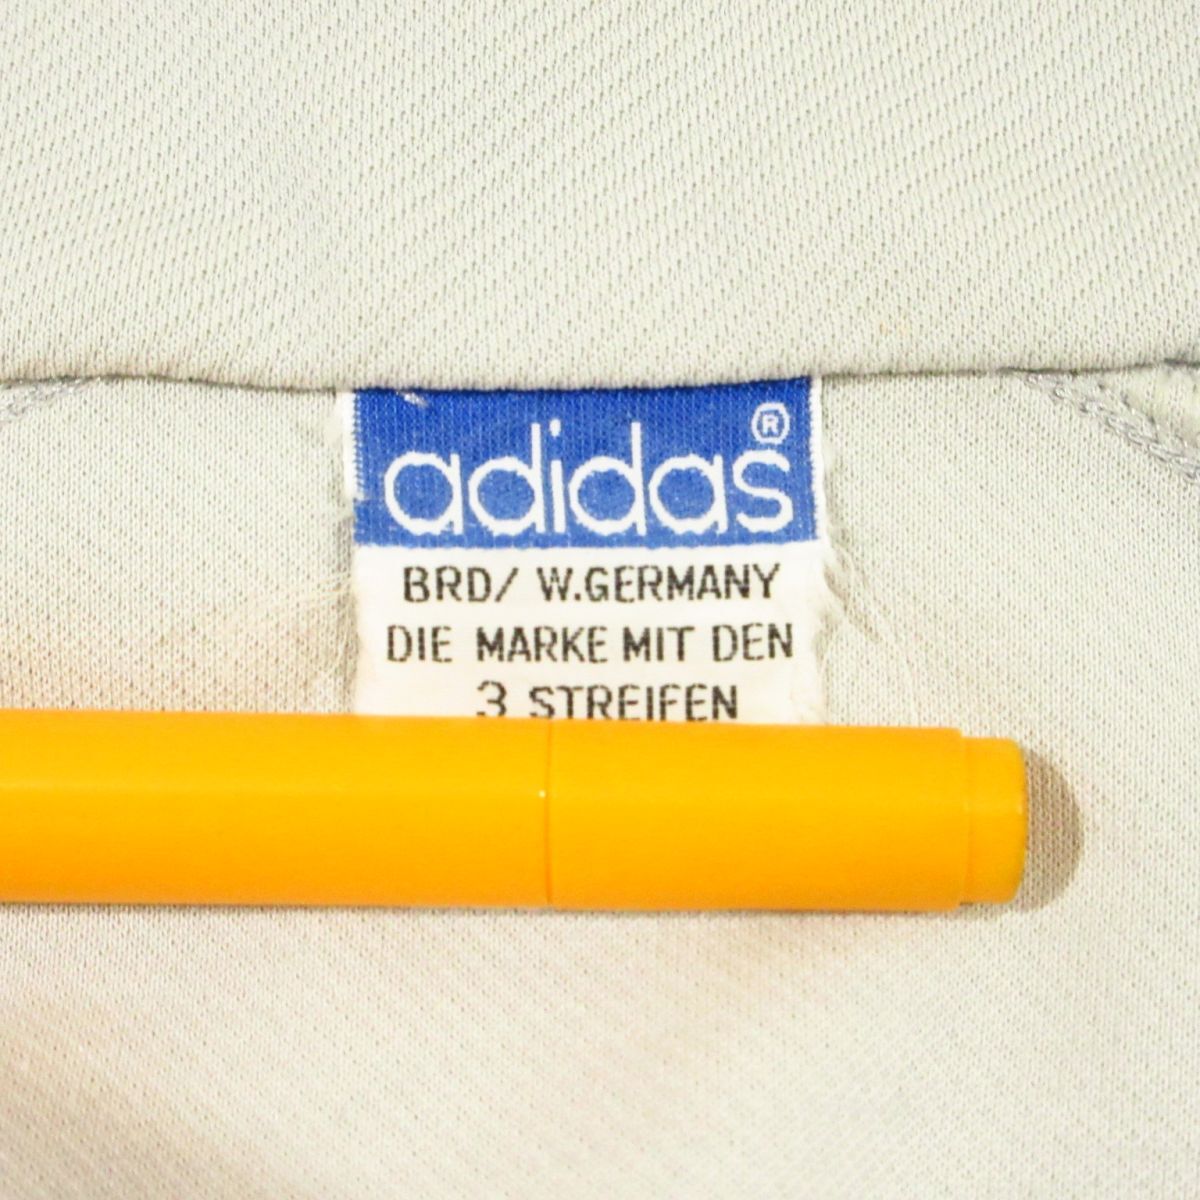 adidas®
BRD/ W.GERMANY
DIE MARKE MIT DEN
3 STREIFEN